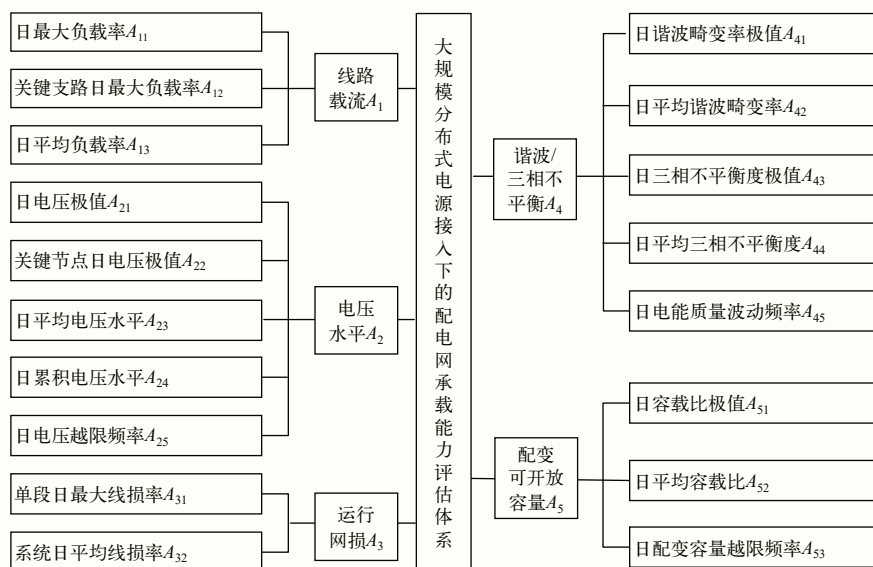 日最大负载率A11
关键支路日最大负载率A12
日平均负载率A13
日电压极值A21
关键节点日电压极值A22
日平均电压水平A23
日累积电压水平A24
日电压越限频率A25
单段日最大线损率A31
系统日平均线损率A32
线路
载流A1
电压
水平A2
运行
网损A3
大规模分布式电源接入下的配电网承载能力评估体系
谐波/
三相不
平衡A4
配变
可开放
容量A5
日谐波畸变率极值A41
日平均谐波畸变率A42
日三相不平衡度极值A43
日平均三相不平衡度A44
日电能质量波动频率A45
日容载比极值A51
日平均容载比A52
日配变容量越限频率A53